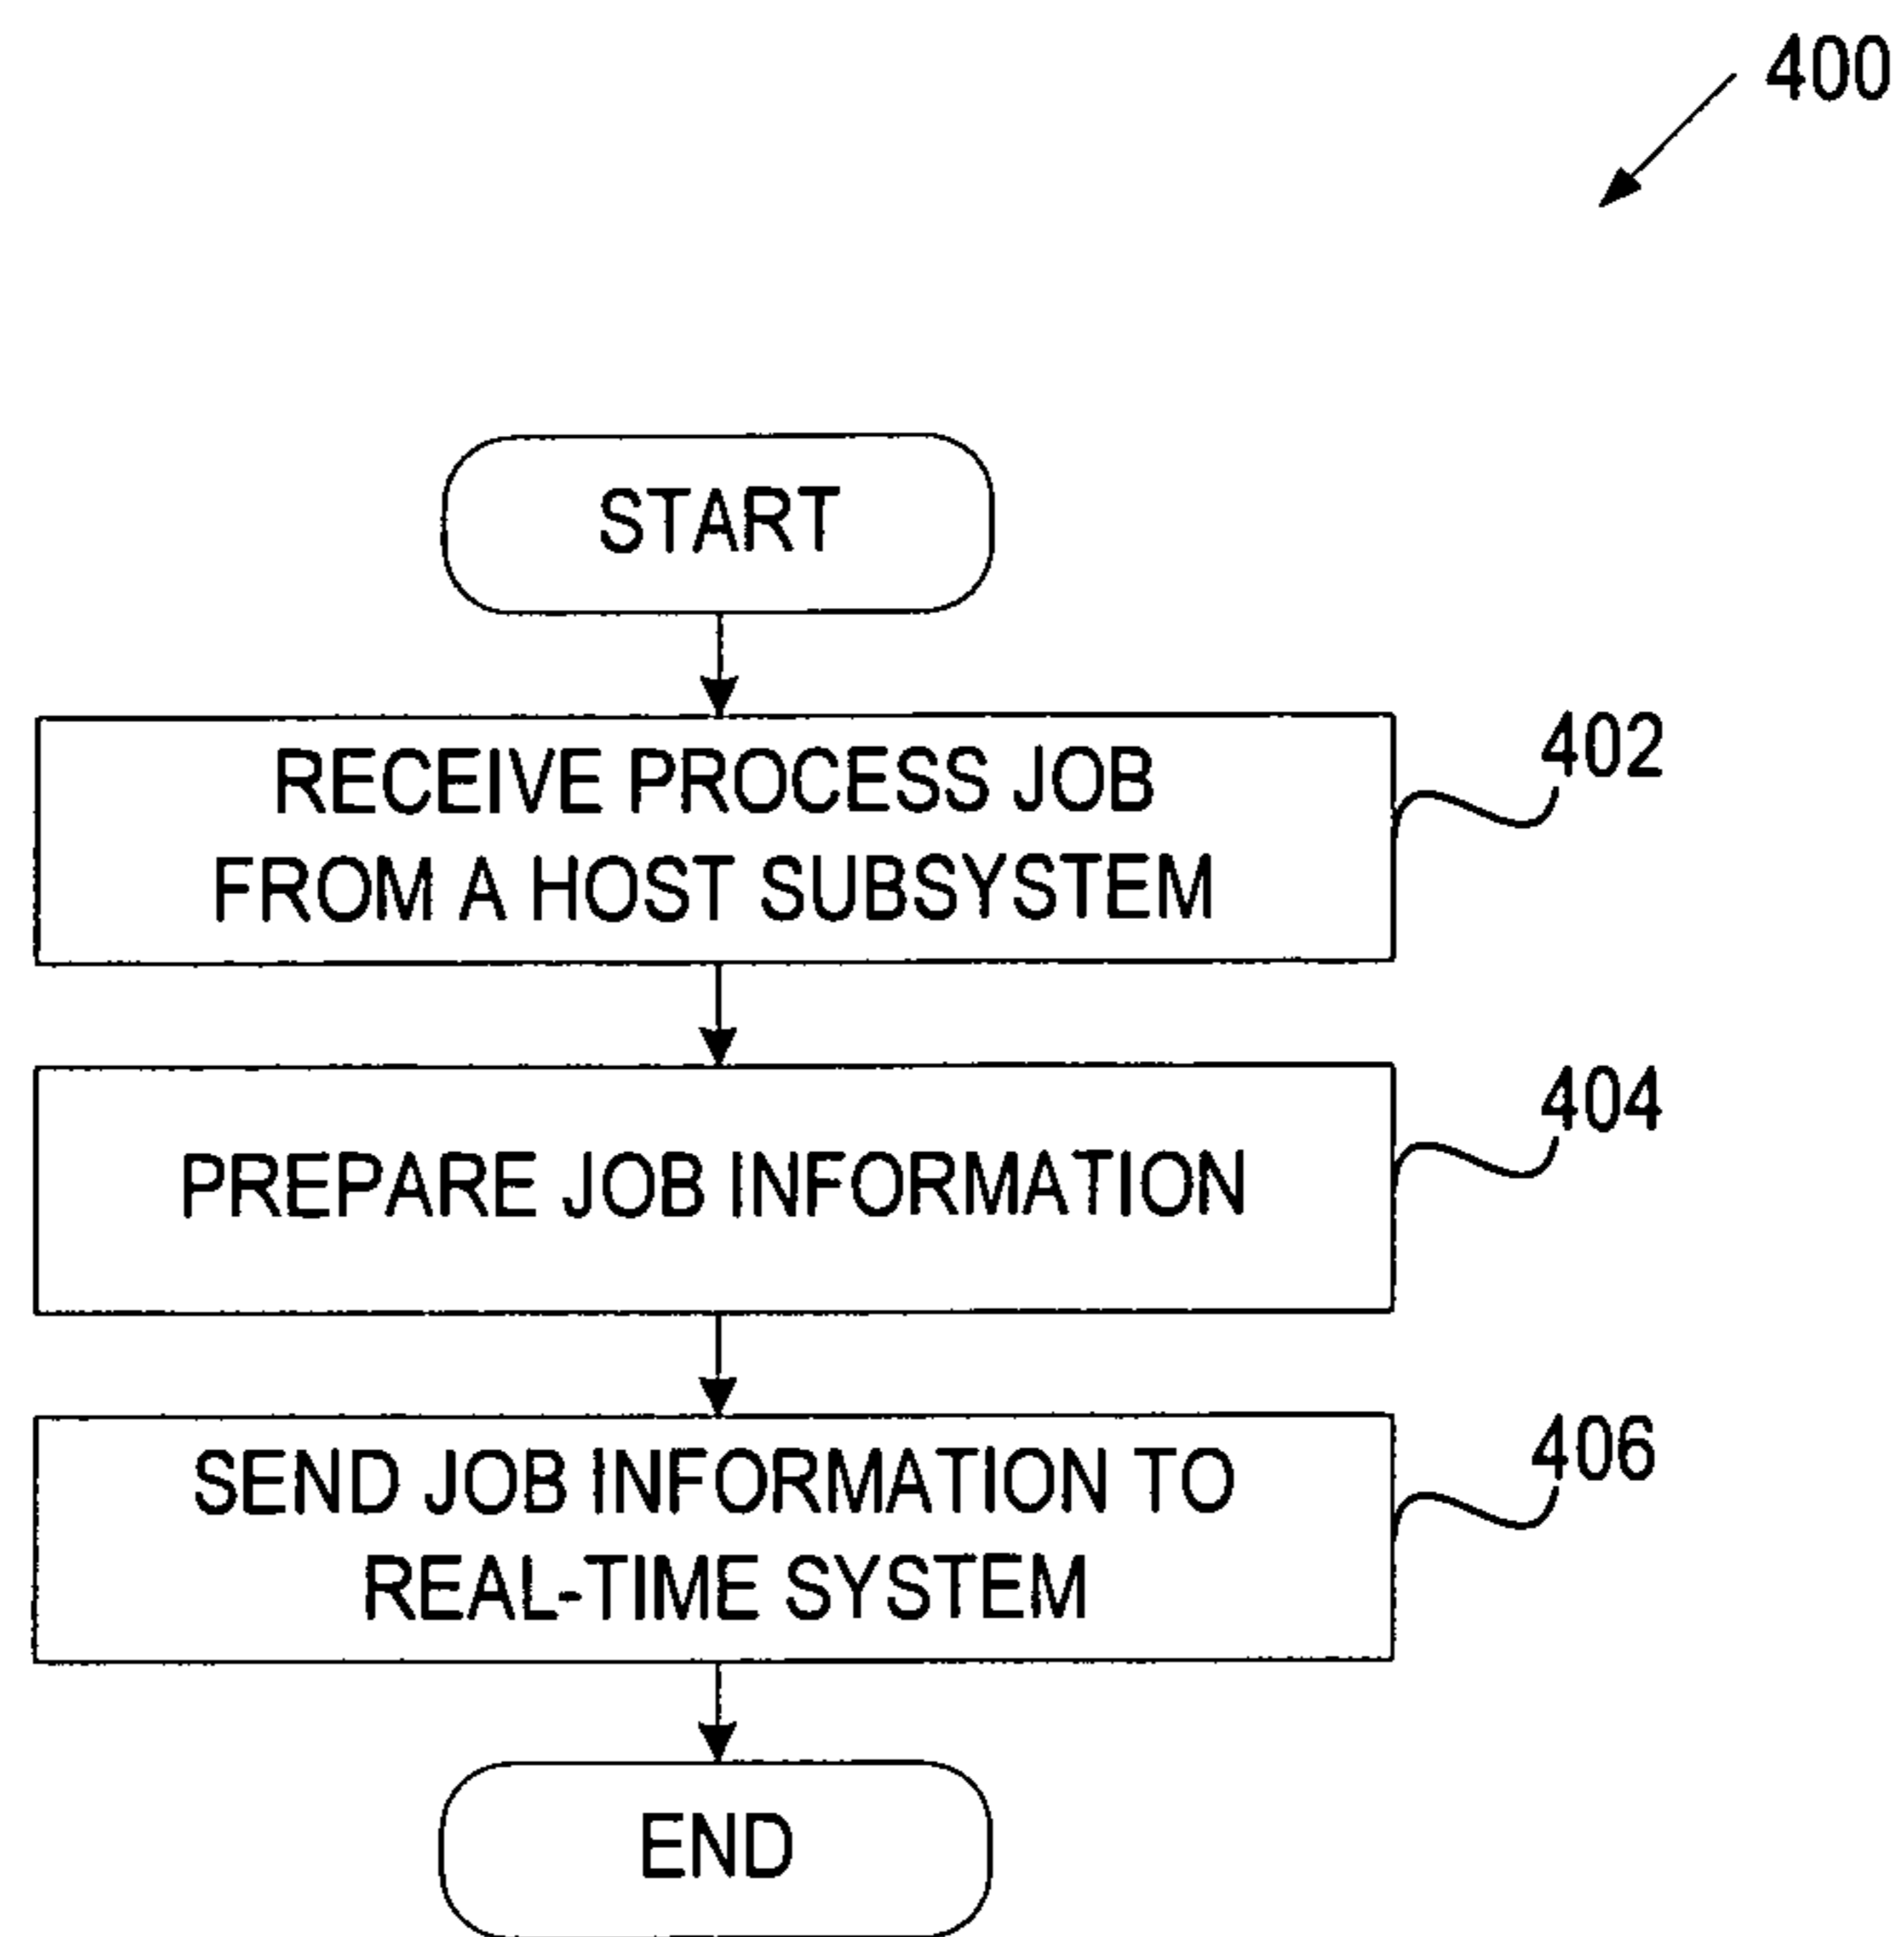 400
START
RECEIVE PROCESS JOB
FROM A HOST SUBSYSTEM
402
PREPARE JOB INFORMATION
404
SEND JOB INFORMATION TO
REAL-TIME SYSTEM
406
END